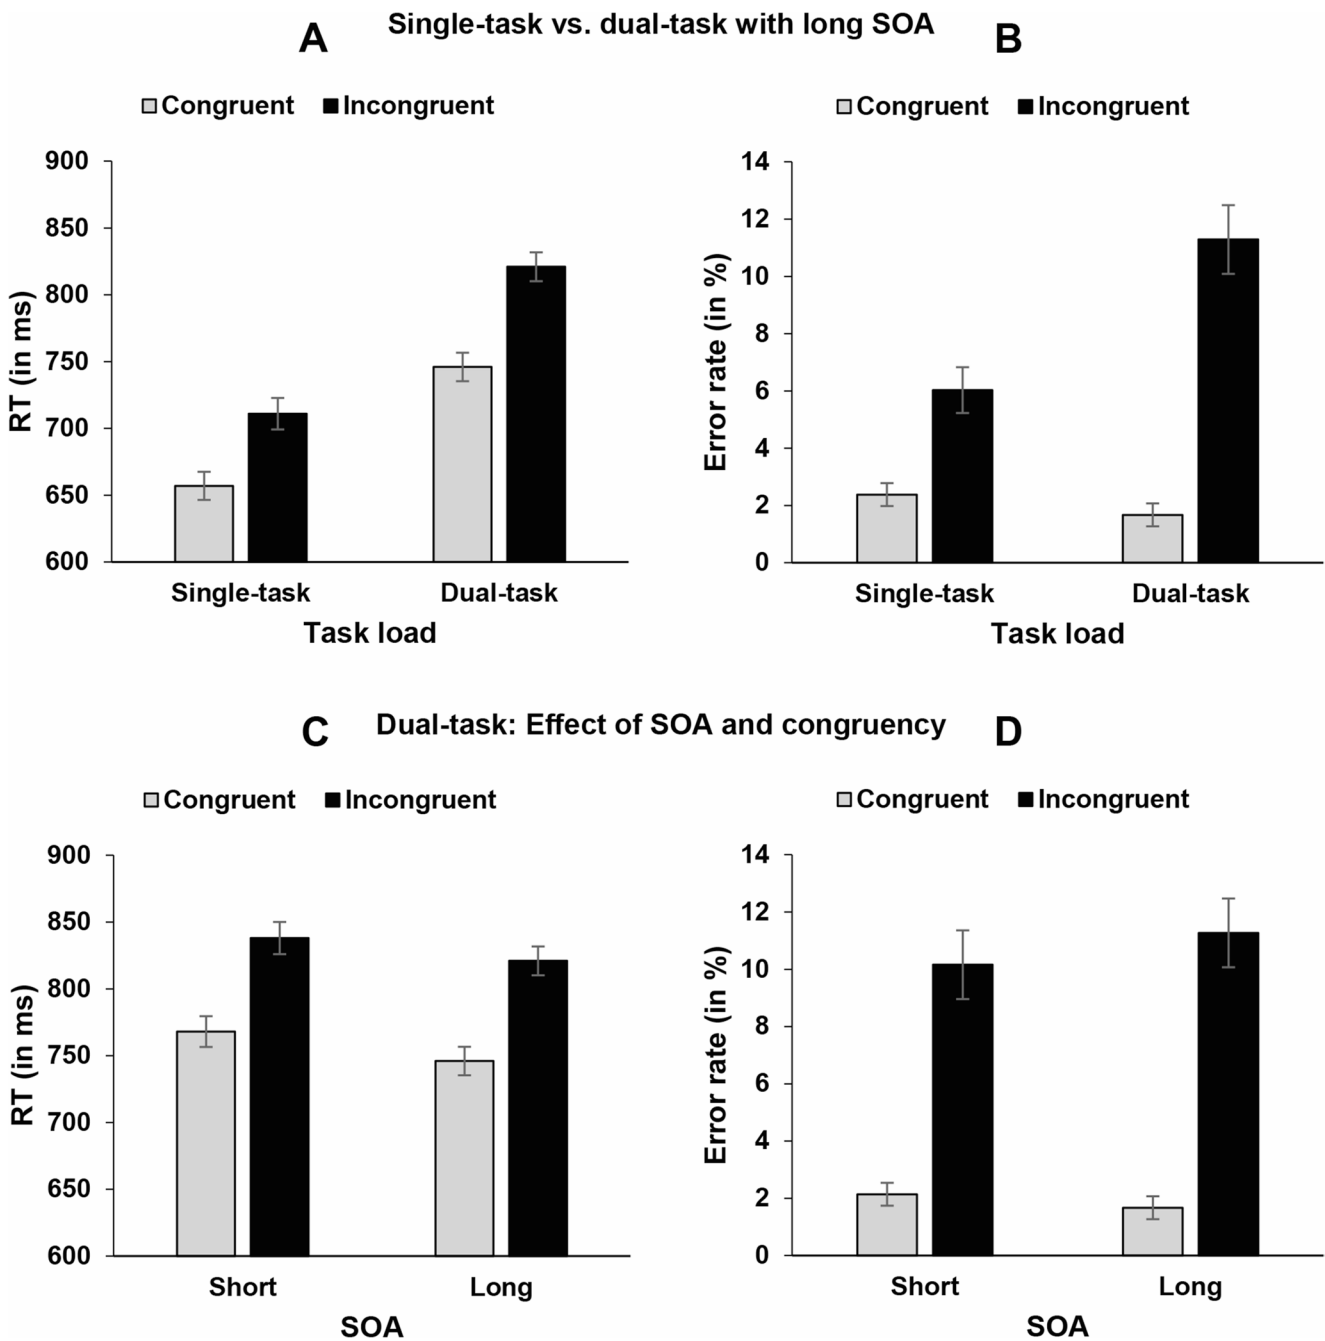 Single-task vs. dual-task with long SOA
A
B
Congruent Incongruent
Congruent Incongruent
RT (in ms)
900
850
800
750
700
650
600
Single-task Dual-task
Task load
Error rate (in %)
14
12
10
8
6
4
2
0
Single-task Dual-task
Task load
Dual-task: Effect of SOA and congruency
C
D
Congruent Incongruent
Congruent Incongruent
RT (in ms)
900
850
800
750
700
650
600
Short Long
SOA
Error rate (in %)
14
12
10
8
6
4
2
0
Short Long
SOA